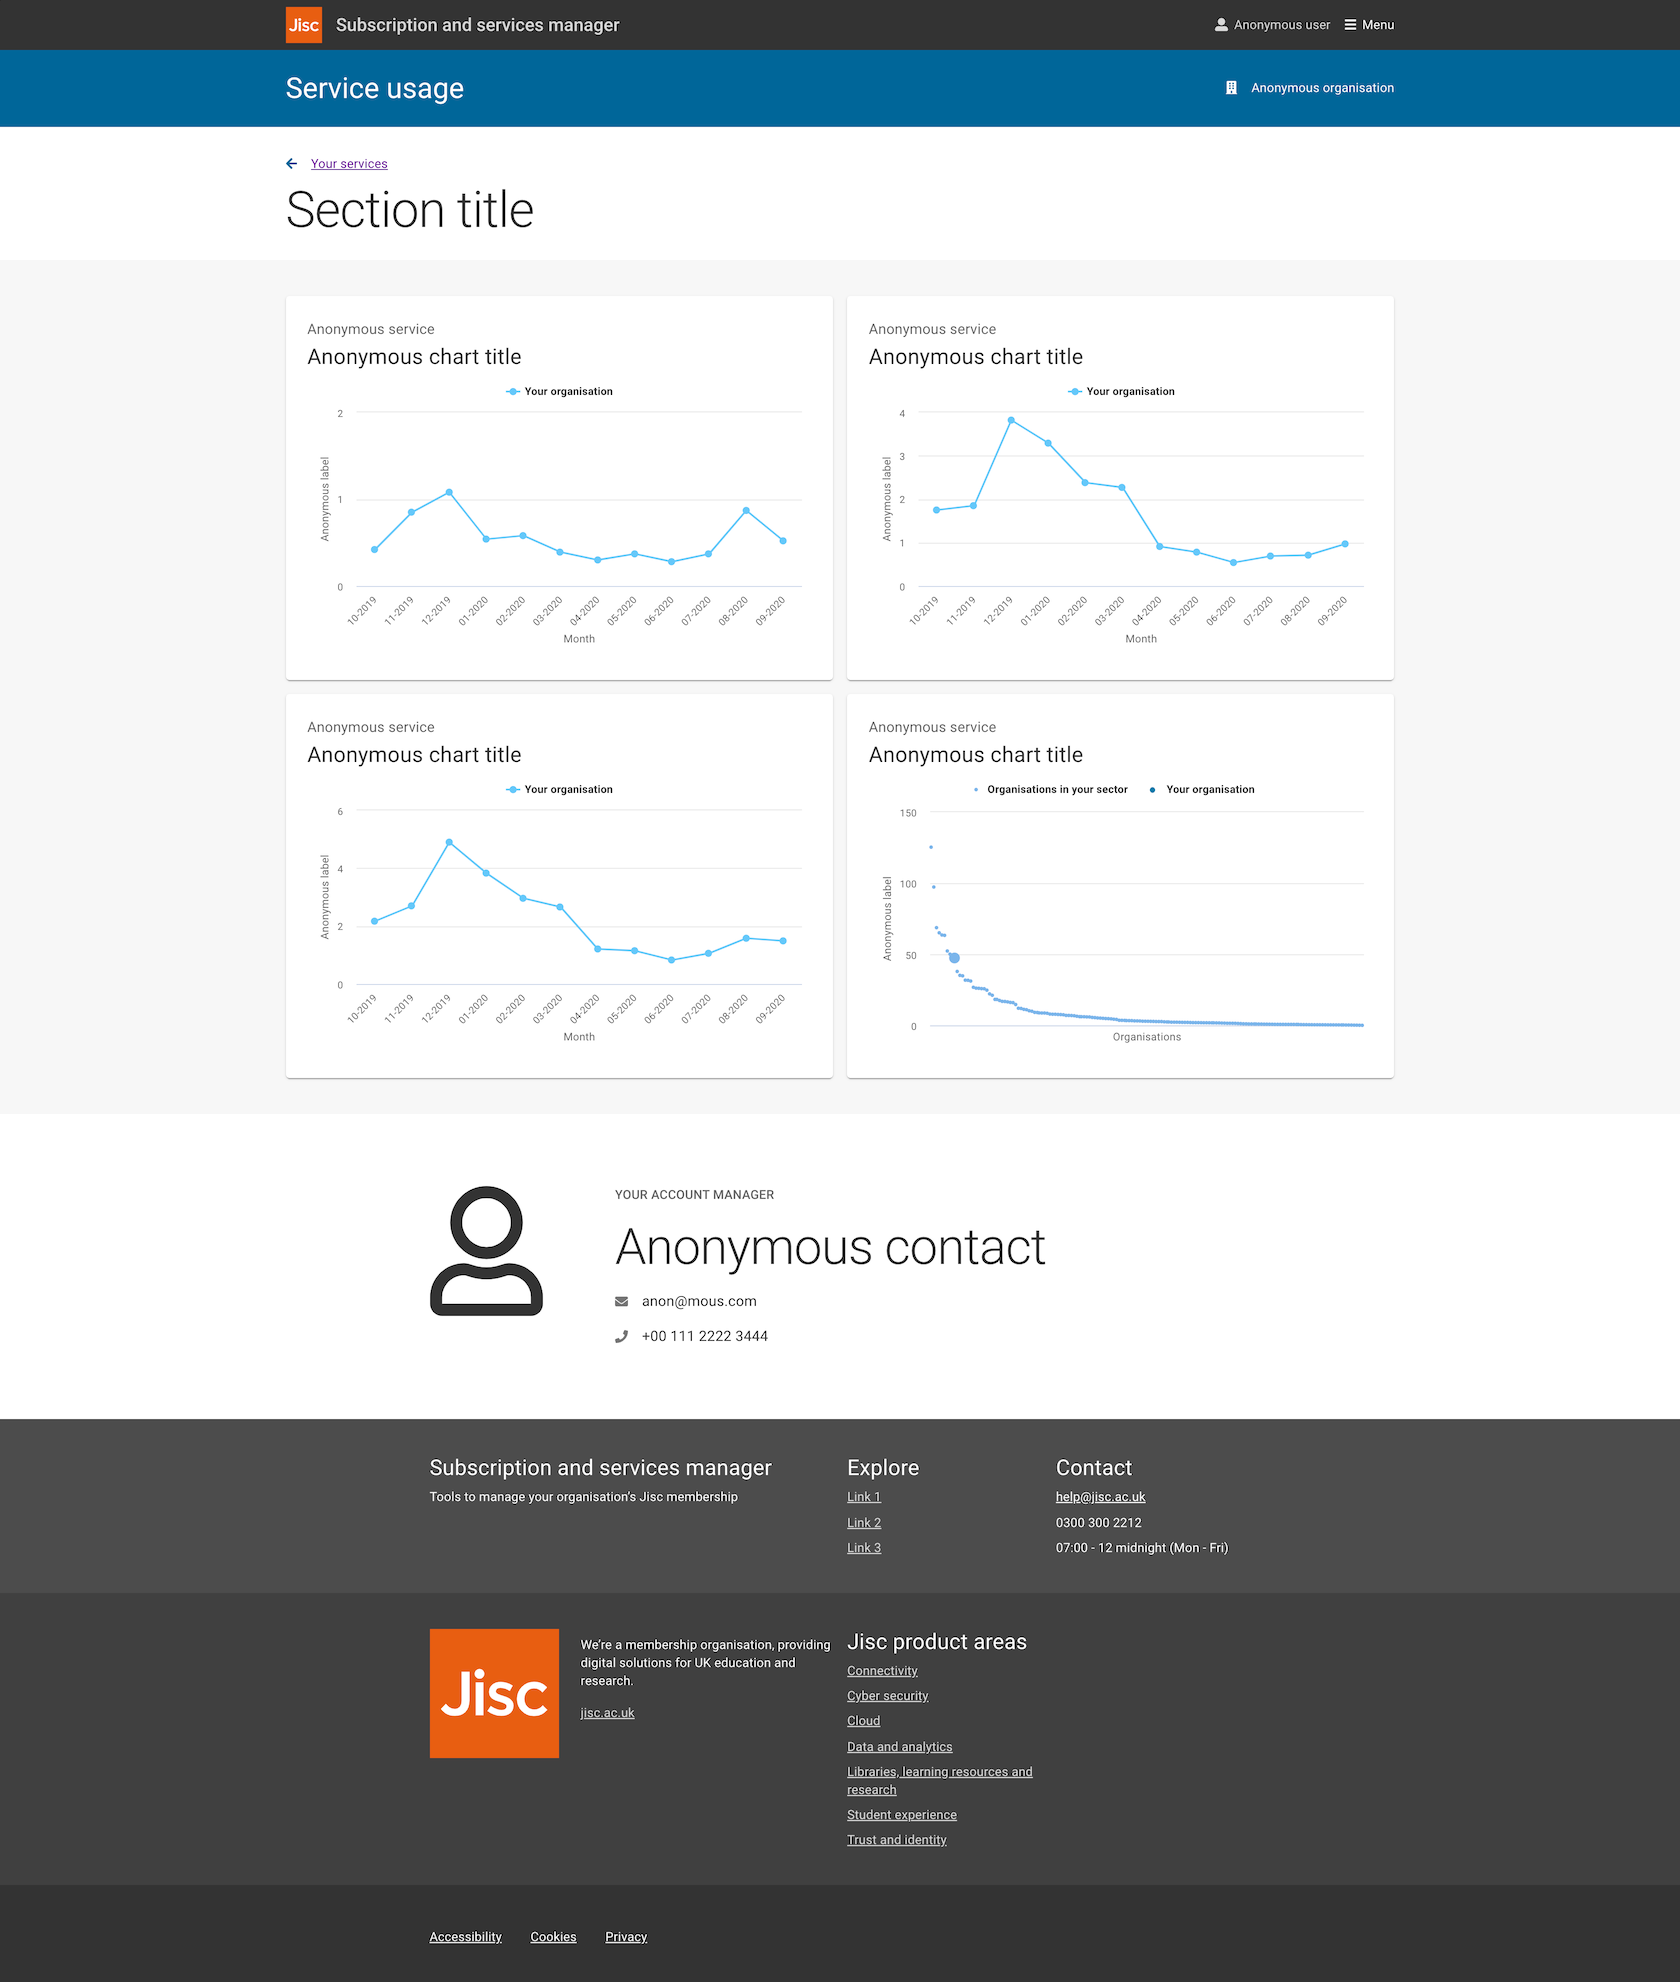 Jisc Subscription and services manager
Anonymous user
Menu
Service usage
Anonymous organisation
Your services
Section title
Anonymous service
Anonymous chart title
Your organisation
2
1
0
Anonymous label
10-2019
11-2019
12-2019
01-2020
02-2020
03-2020
04-2020
05-2020
06-2020
07-2020
08-2020
09-2020
Month
Anonymous service
Anonymous chart title
Your organisation
4
3
2
1
0
Anonymous label
10-2019
11-2019
12-2019
01-2020
02-2020
03-2020
04-2020
05-2020
06-2020
07-2020
08-2020
09-2020
Month
Anonymous service
Anonymous chart title
Your organisation
6
4
2
0
Anonymous label
10-2019
11-2019
12-2019
01-2020
02-2020
03-2020
04-2020
05-2020
06-2020
07-2020
08-2020
09-2020
Month
Anonymous service
Anonymous chart title
Organisations in your sector
Your organisation
150
100
50
0
Anonymous label
Organisations
YOUR ACCOUNT MANAGER
Anonymous contact
anon@mous.com
+00 111 2222 3444
Subscription and services manager
Tools to manage your organisation's Jisc membership
Explore
Link 1
Link 2
Link 3
Contact
help@jisc.ac.uk
0300 300 2212
07:00 - 12 midnight (Mon - Fri)
Jisc
We're a membership organisation, providing
digital solutions for UK education and
research.
jisc.ac.uk
Jisc product areas
Connectivity
Cyber security
Cloud
Data and analytics
Libraries, learning resources and
research
Student experience
Trust and identity
Accessibility
Cookies
Privacy